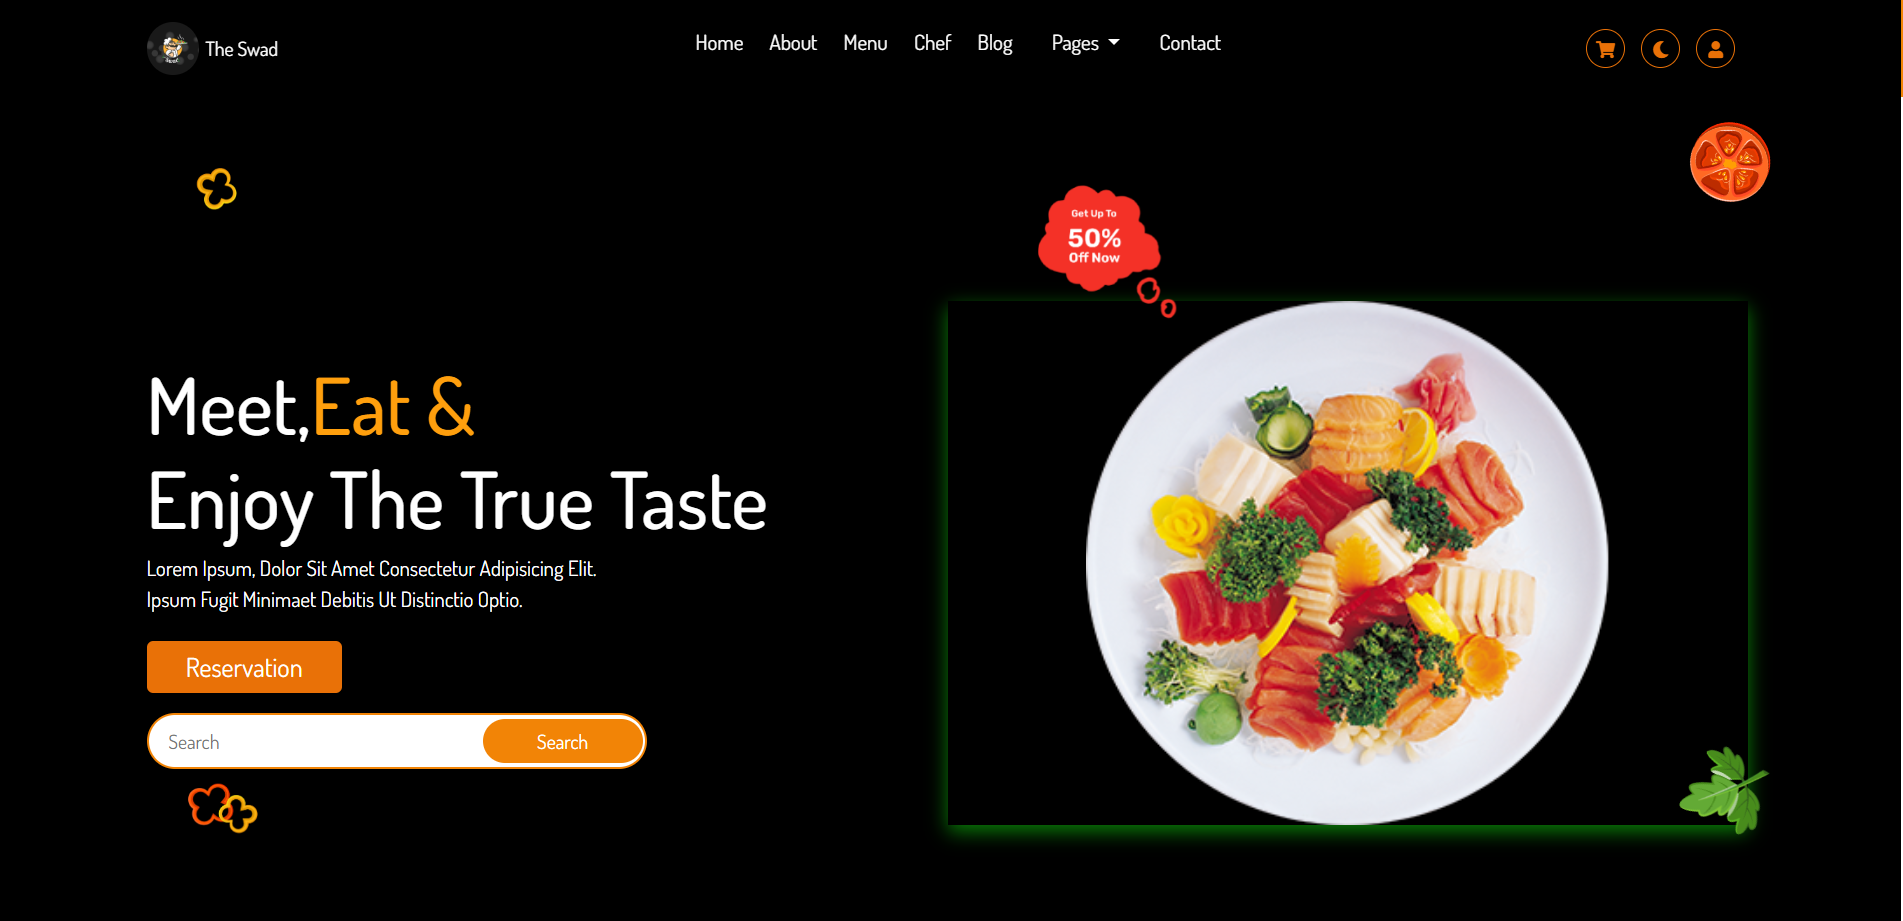 The Swad
Home About Menu Chef Blog Pages Contact
Get Up To
50%
Off Now
Meet,Eat &
Enjoy The True Taste
Lorem Ipsum, Dolor Sit Amet Consectetur Adipisicing Elit.
Ipsum Fugit Minimaet Debitis Ut Distinctio Optio.
Reservation
Search Search